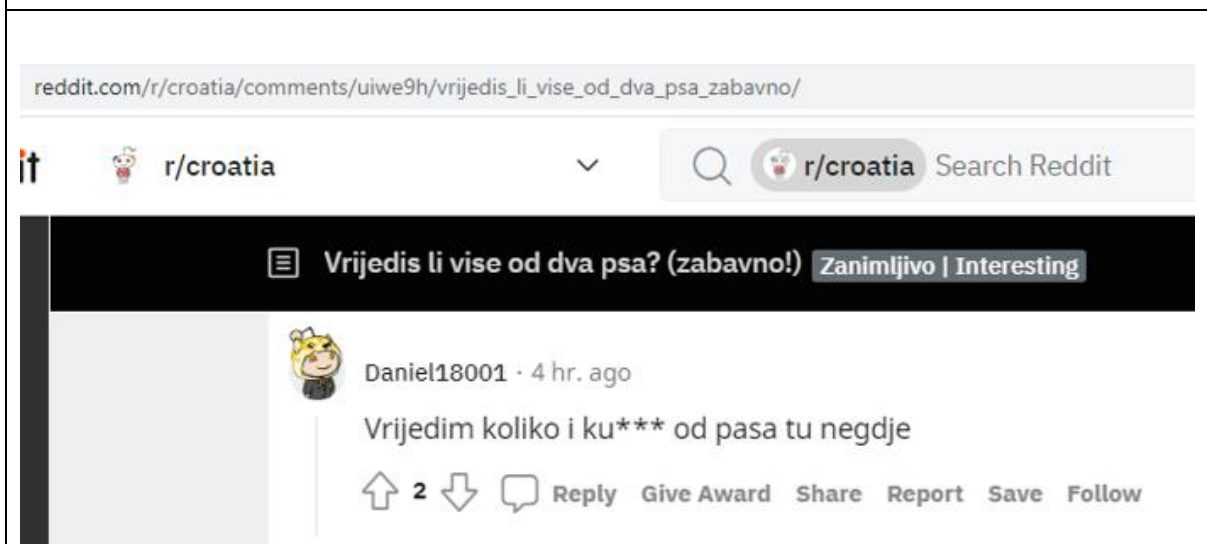 reddit.com/r/croatia/comments/uiwe9h/vrijedis_li_vise_od_dva_psa_zabavno/
it r/croatia r/croatia Search Reddit
Vrijedis li vise od dva psa? (zabavno!) Zanimljivo | Interesting
Daniel18001 · 4 hr. ago
Vrijedim koliko i ku*** od pasa tu negdje
2 Reply Give Award Share Report Save Follow